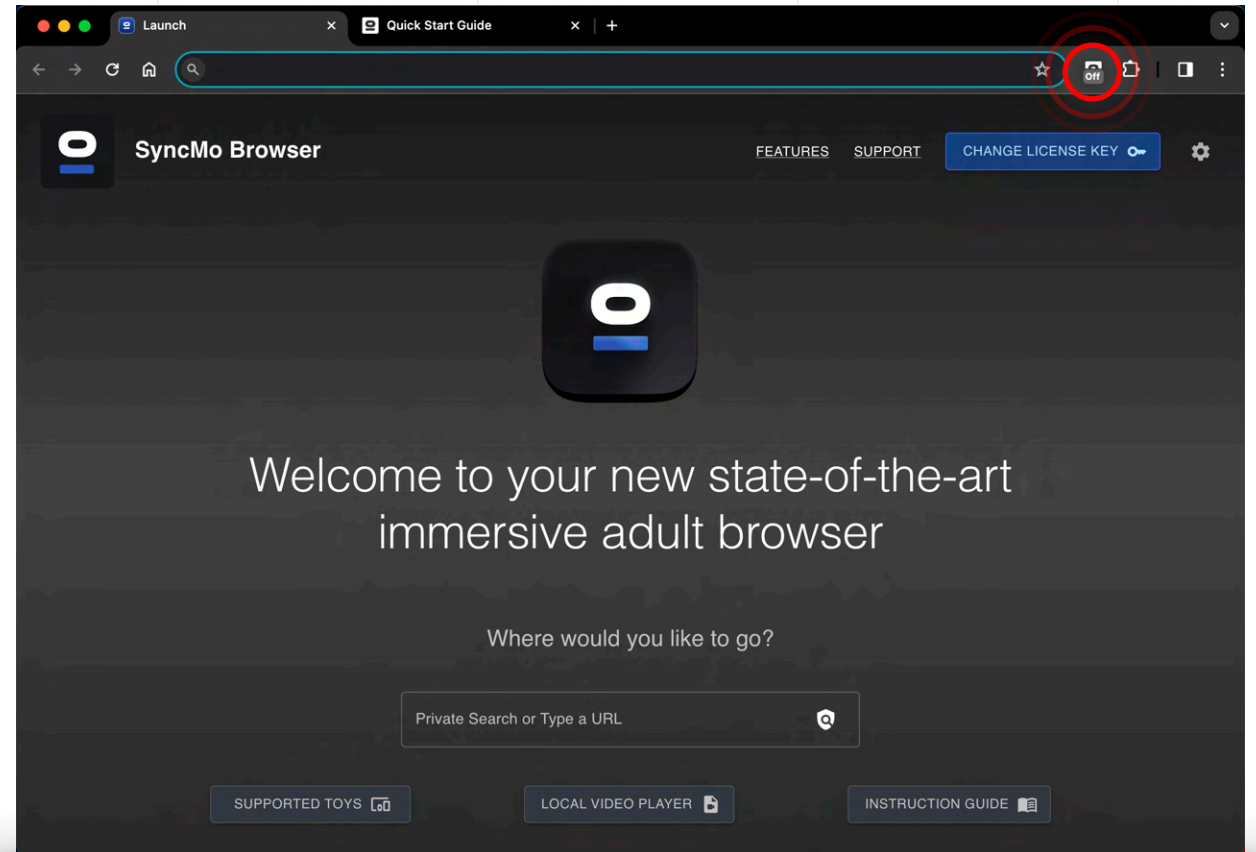 Launch
Quick Start Guide
Off
SyncMo Browser
FEATURES
SUPPORT
CHANGE LICENSE KEY
Welcome to your new state-of-the-art
immersive adult browser
Where would you like to go?
Private Search or Type a URL
SUPPORTED TOYS
LOCAL VIDEO PLAYER
INSTRUCTION GUIDE